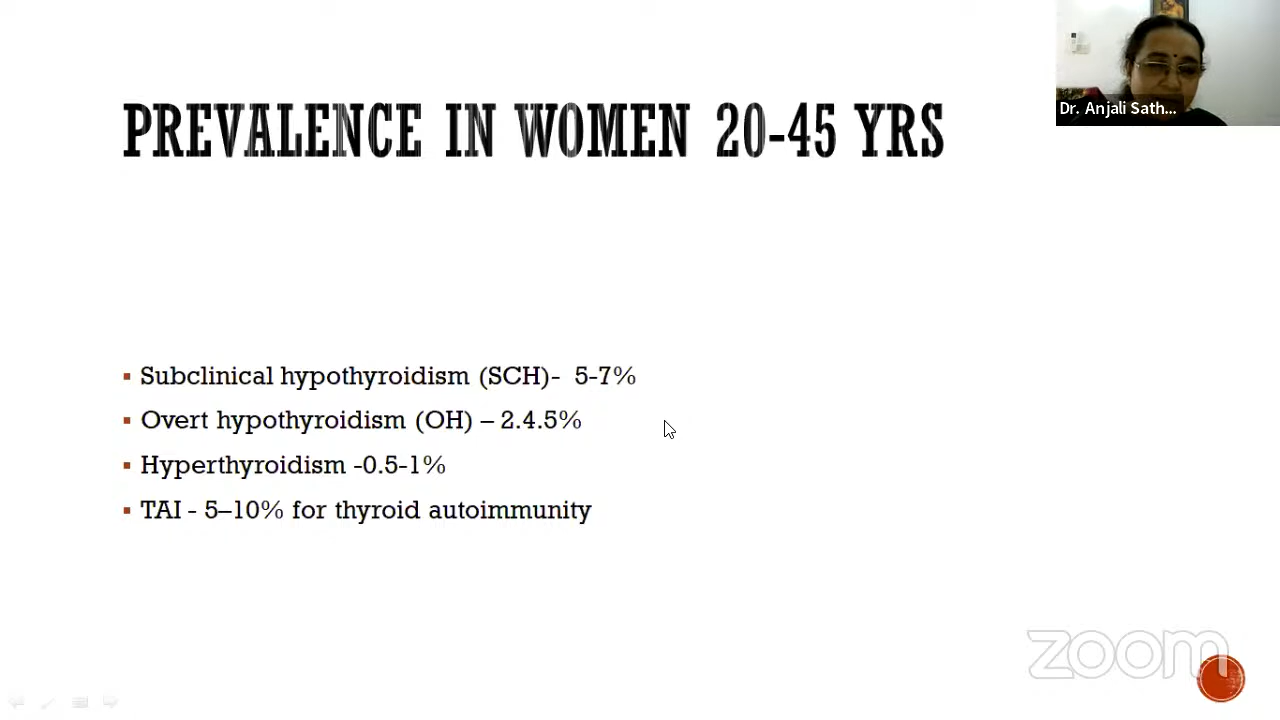 PREVALENCE IN WOMEN 20-45 YRS
Dr. Anjali Sath...
▪ Subclinical hypothyroidism (SCH)- 5-7%
▪ Overt hypothyroidism (OH) – 2.4.5%
▪ Hyperthyroidism -0.5-1%
▪ TAI - 5–10% for thyroid autoimmunity
zoom